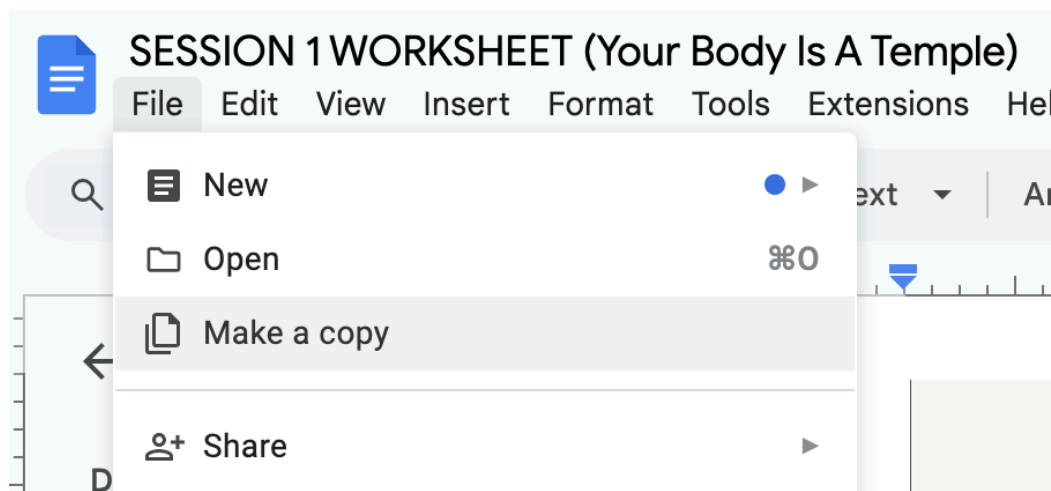 SESSION 1 WORKSHEET (Your Body Is A Temple)
File Edit View Insert Format Tools Extensions
New
Open ⌘O
Make a copy
Share